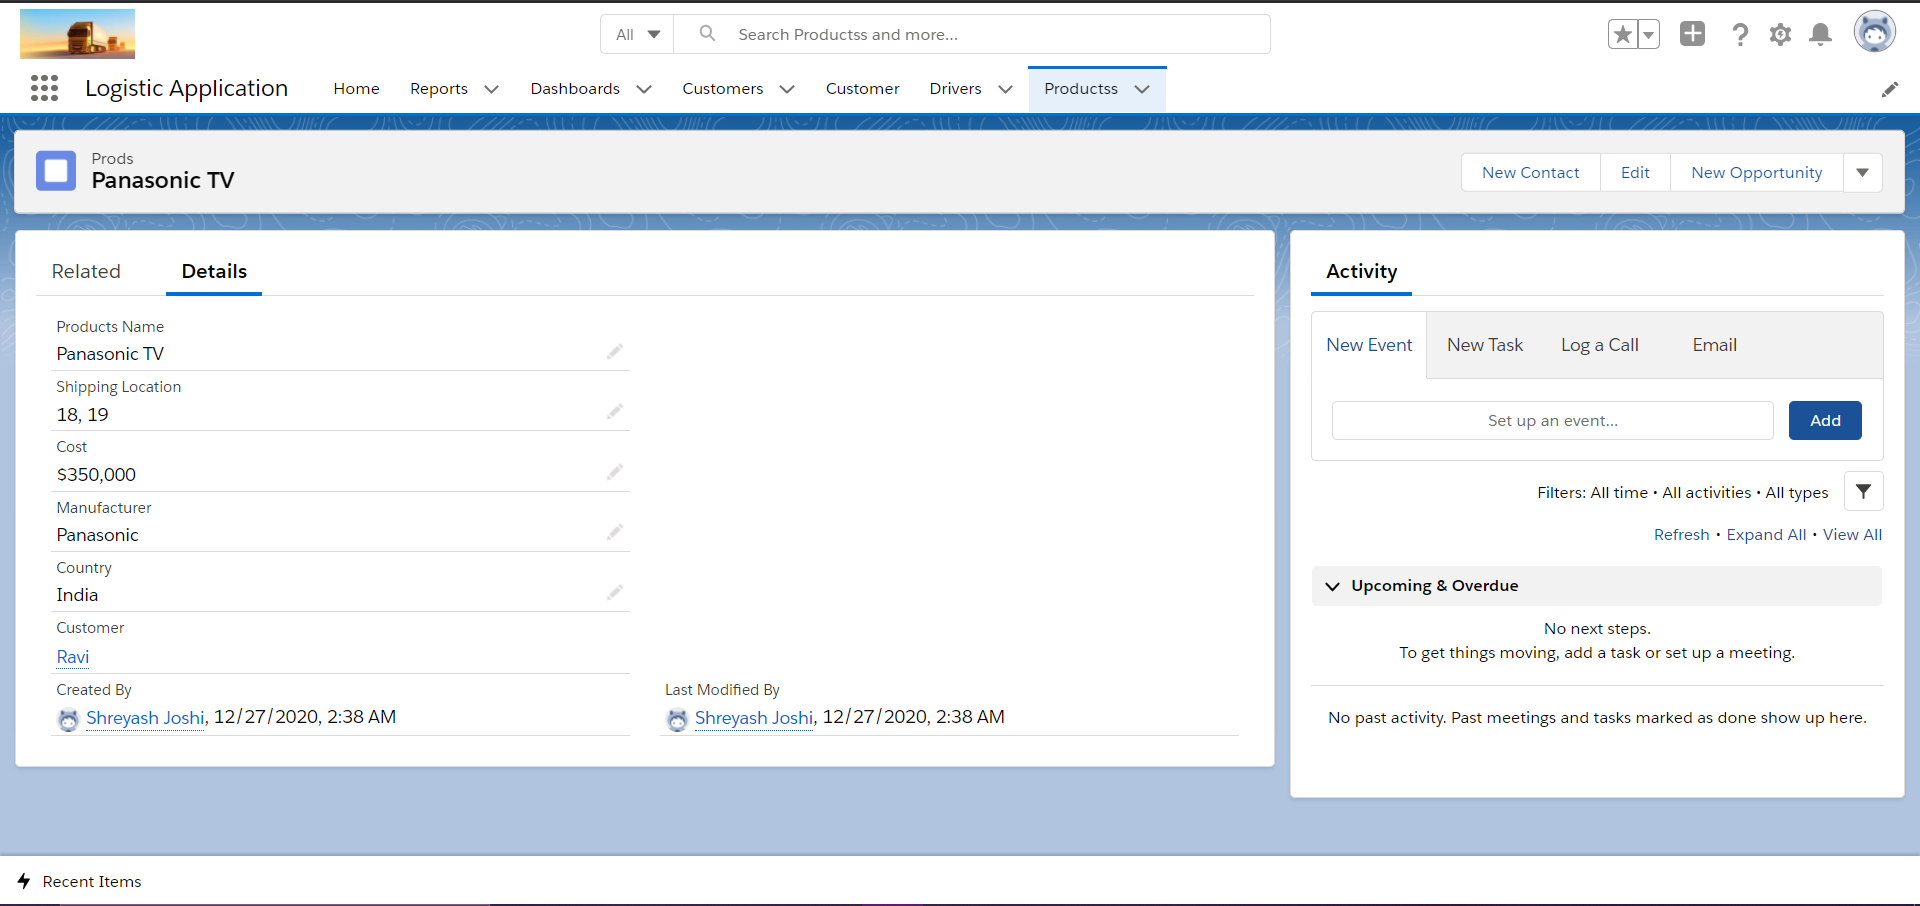 All
Search Productss and more...
Logistic Application
Home
Reports
Dashboards
Customers
Customer
Drivers
Productss
Prods
Panasonic TV
New Contact
Edit
New Opportunity
Related
Details
Products Name
Panasonic TV
Shipping Location
18, 19
Cost
$350,000
Manufacturer
Panasonic
Country
India
Customer
Ravi
Created By
Shreyash Joshi, 12/27/2020, 2:38 AM
Last Modified By
Shreyash Joshi, 12/27/2020, 2:38 AM
Activity
New Event
New Task
Log a Call
Email
Set up an event...
Add
Filters: All time • All activities • All types
Refresh • Expand All • View All
Upcoming & Overdue
No next steps.
To get things moving, add a task or set up a meeting.
No past activity. Past meetings and tasks marked as done show up here.
Recent Items